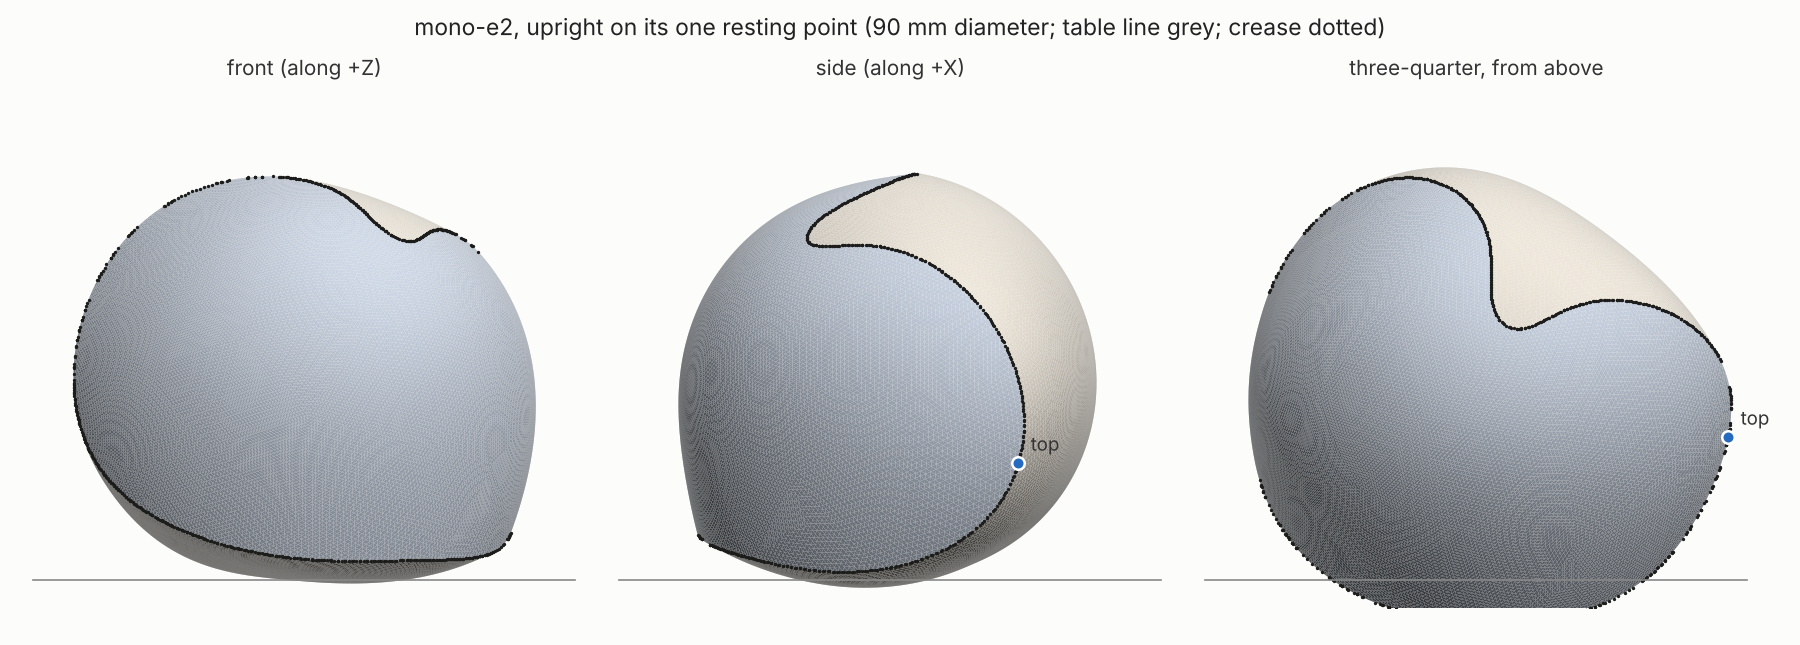 mono-e2, upright on its one resting point (90 mm diameter; table line grey; crease dotted)
front (along +Z)
side (along +X)
three-quarter, from above
top
top